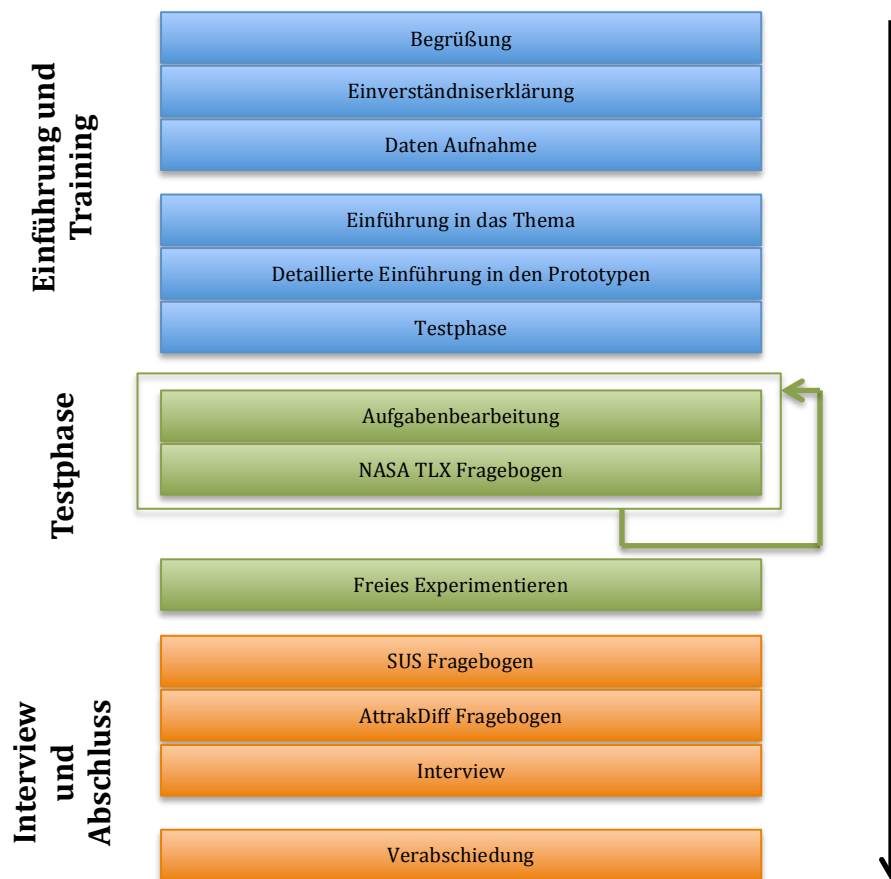 Einführung und
Training
Begrüßung
Einverständniserklärung
Daten Aufnahme
Einführung in das Thema
Detaillierte Einführung in den Prototypen
Testphase
Testphase
Aufgabenbearbeitung
NASA TLX Fragebogen
Freies Experimentieren
Interview
und
Abschluss
SUS Fragebogen
AttrakDiff Fragebogen
Interview
Verabschiedung